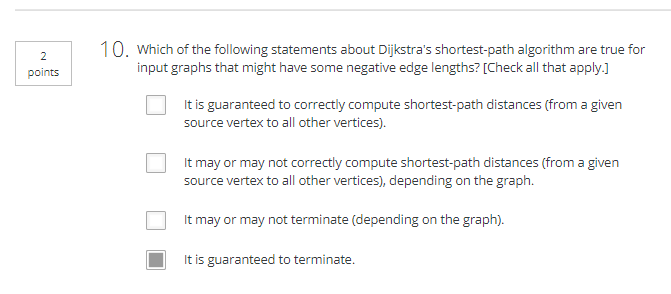 2
points
10. Which of the following statements about Dijkstra's shortest-path algorithm are true for
input graphs that might have some negative edge lengths? [Check all that apply.]
It is guaranteed to correctly compute shortest-path distances (from a given
source vertex to all other vertices).
It may or may not correctly compute shortest-path distances (from a given
source vertex to all other vertices), depending on the graph.
It may or may not terminate (depending on the graph).
It is guaranteed to terminate.